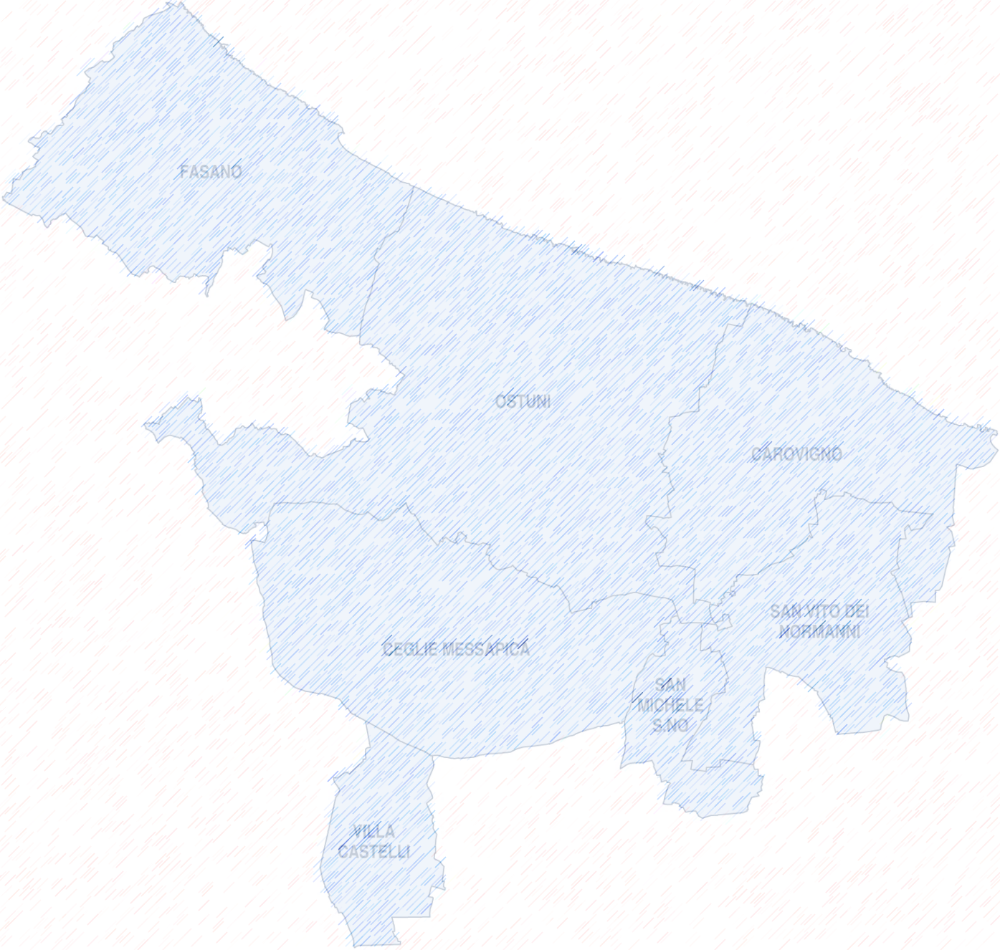 FASANO
OSTUNI
CAROVIGNO
SAN VITO DEI
NORMANNI
CEGLIE MESSAPICA
SAN
MICHELE
S.NO
VILLA
CASTELLI